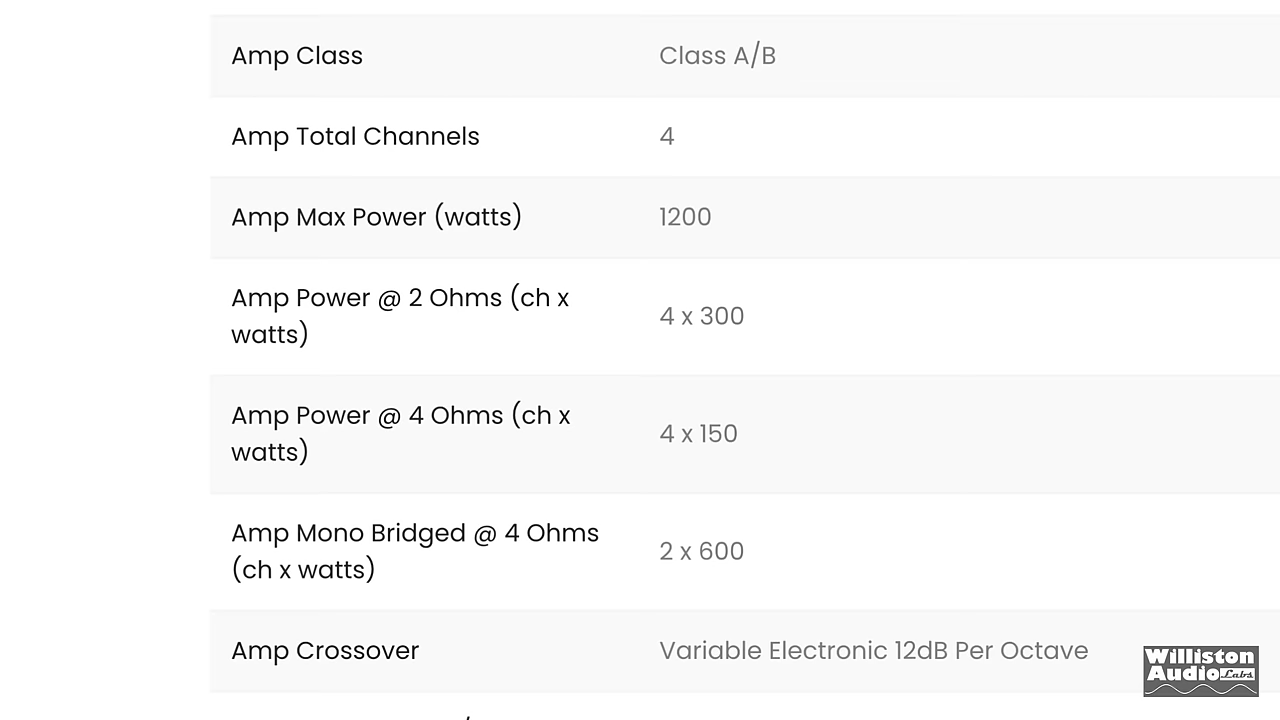 Amp Class
Class A/B
Amp Total Channels
4
Amp Max Power (watts)
1200
Amp Power @ 2 Ohms (ch x
watts)
4 x 300
Amp Power @ 4 Ohms (ch x
watts)
4 x 150
Amp Mono Bridged @ 4 Ohms
(ch x watts)
2 x 600
Amp Crossover
Variable Electronic 12dB Per Octave
Williston
Audio Labs